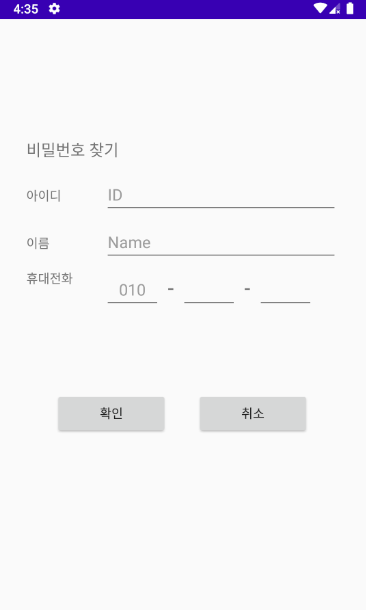 4:35
비밀번호 찾기
아이디 ID
이름 Name
휴대전화 010 - -
확인 취소